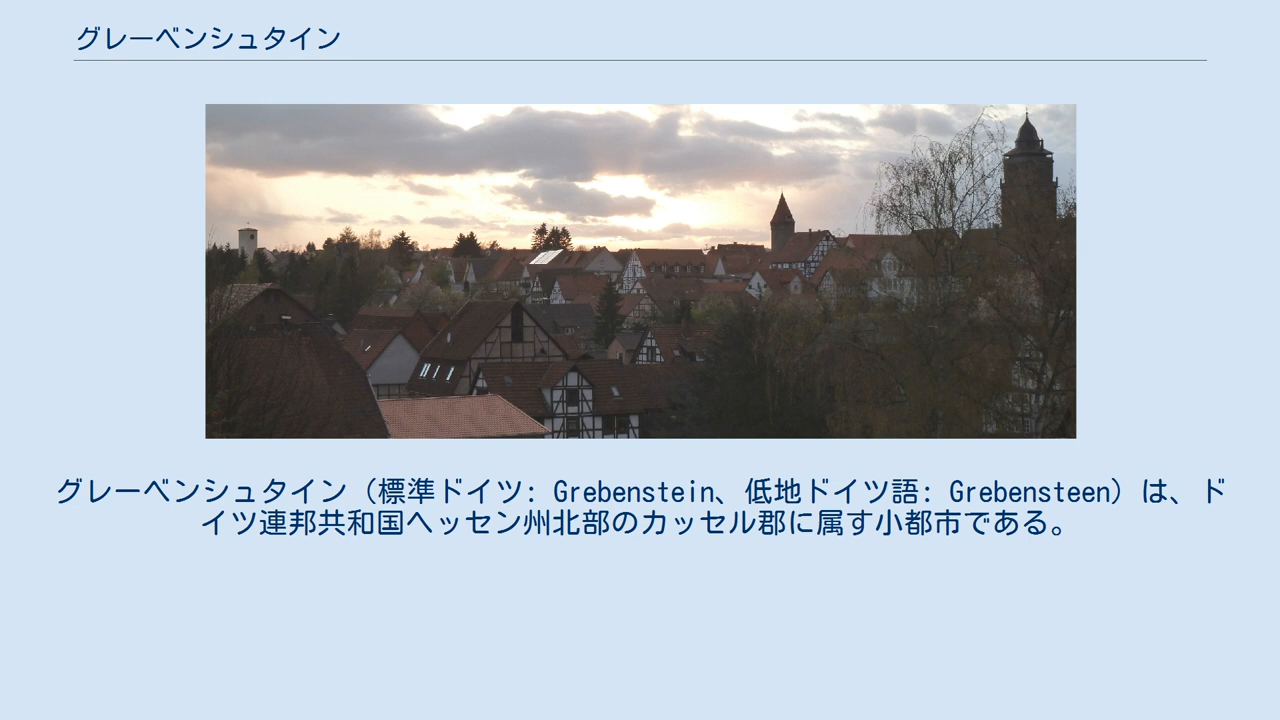 グレーベンシュタイン
グレーベンシュタイン（標準ドイツ: Grebenstein、低地ドイツ語: Grebensteen）は、ド
イツ連邦共和国ヘッセン州北部のカッセル郡に属す小都市である。